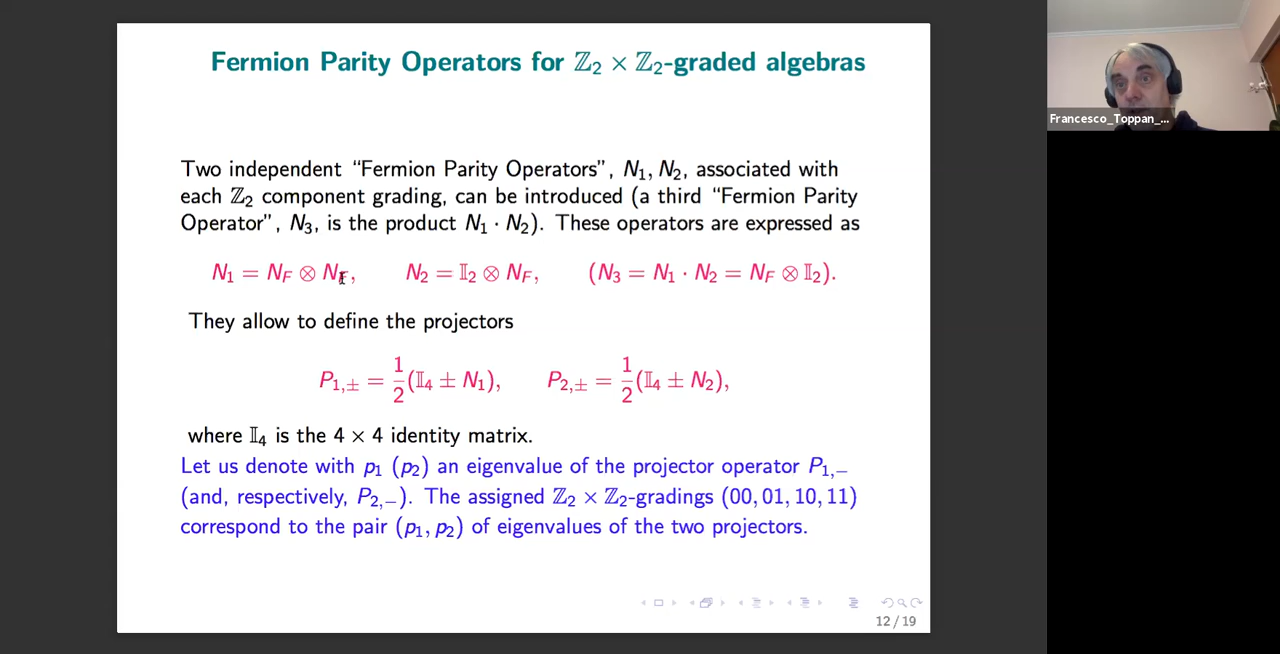 Fermion Parity Operators for ℤ₂ × ℤ₂-graded algebras
Two independent “Fermion Parity Operators”, N₁, N₂, associated with
each ℤ₂ component grading, can be introduced (a third “Fermion Parity
Operator”, N₃, is the product N₁ · N₂). These operators are expressed as
N₁ = N_F ⊗ N_F, N₂ = 𝕀₂ ⊗ N_F, (N₃ = N₁ · N₂ = N_F ⊗ 𝕀₂).
They allow to define the projectors
P₁,± = 1/2(𝕀₄ ± N₁), P₂,± = 1/2(𝕀₄ ± N₂),
where 𝕀₄ is the 4 × 4 identity matrix.
Let us denote with p₁ (p₂) an eigenvalue of the projector operator P₁,₋
(and, respectively, P₂,₋). The assigned ℤ₂ × ℤ₂-gradings (00, 01, 10, 11)
correspond to the pair (p₁, p₂) of eigenvalues of the two projectors.
12 / 19
Francesco_Toppan_...